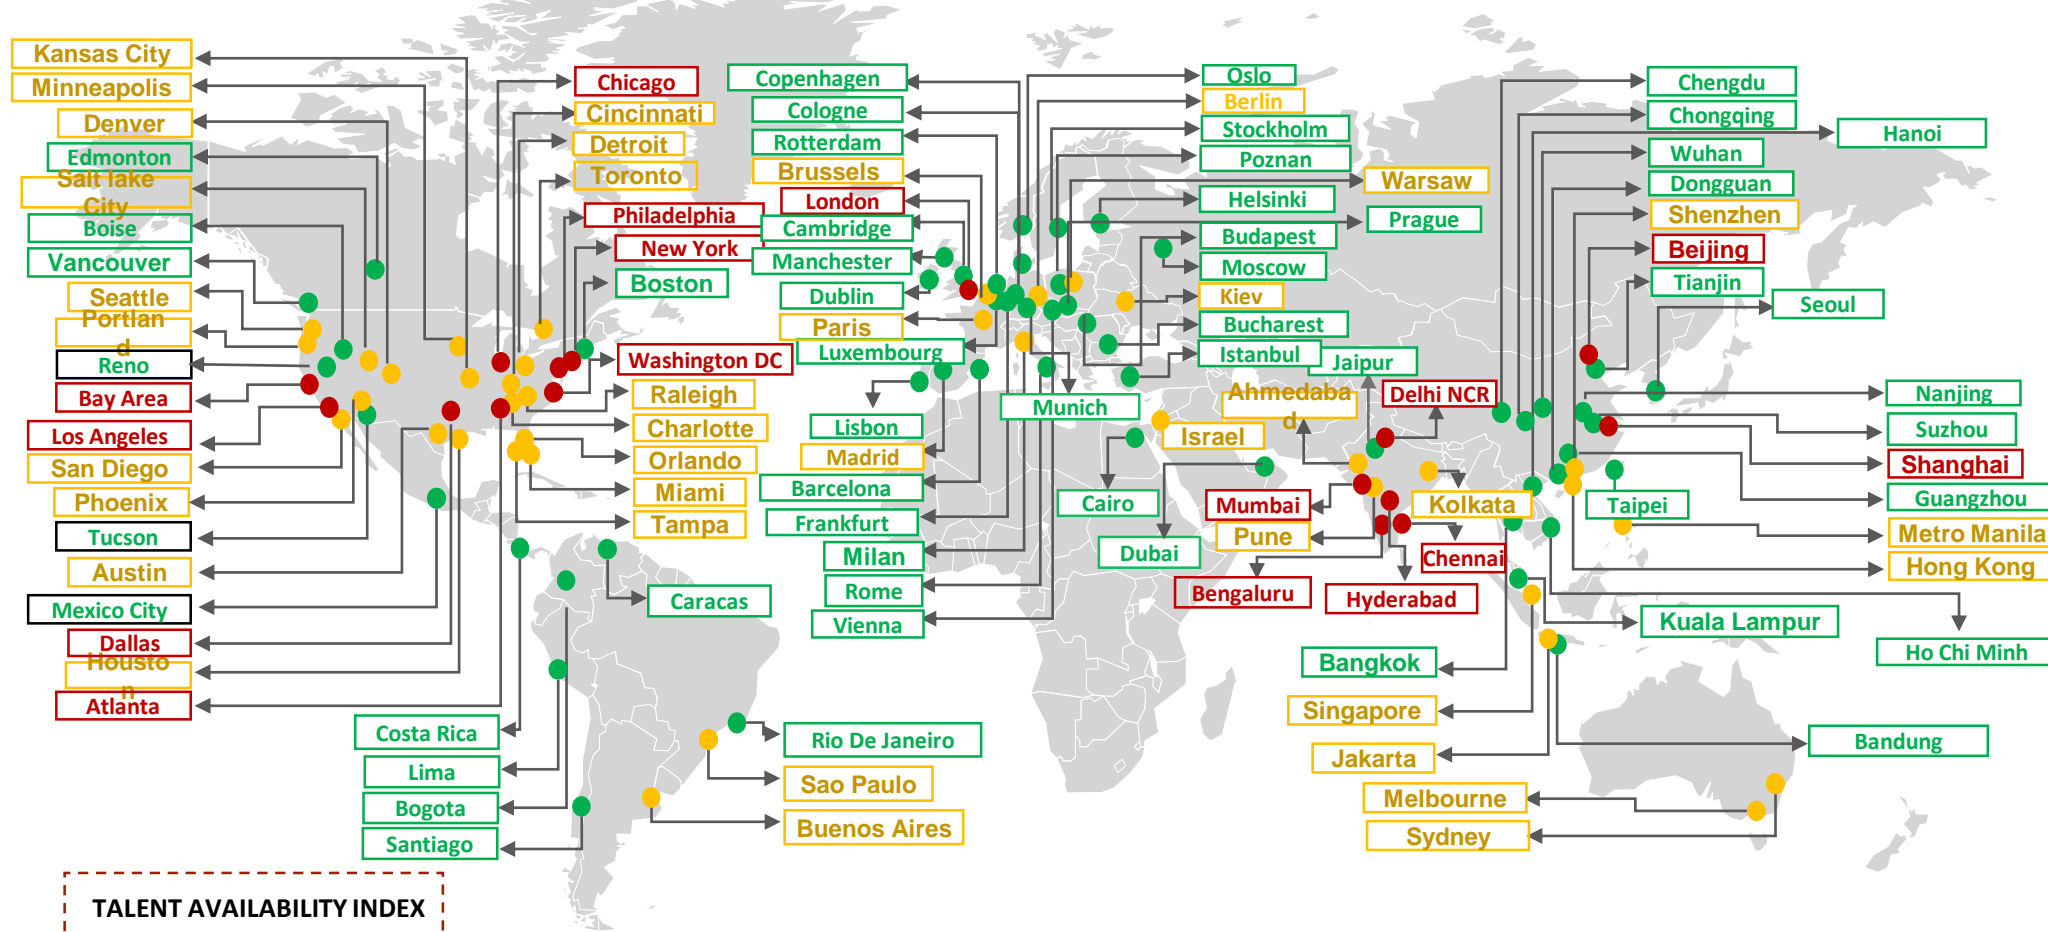 Kansas City
Minneapolis
Denver
Edmonton
Salt lake
City
Boise
Vancouver
Seattle
Portlan
d
Reno
Bay Area
Los Angeles
San Diego
Phoenix
Tucson
Austin
Mexico City
Dallas
Housto
n
Atlanta
Chicago
Cincinnati
Detroit
Toronto
Philadelphia
New York
Boston
Washington DC
Raleigh
Charlotte
Orlando
Miami
Tampa
Caracas
Costa Rica
Lima
Bogota
Santiago
Rio De Janeiro
Sao Paulo
Buenos Aires
Copenhagen
Cologne
Rotterdam
Brussels
London
Cambridge
Manchester
Dublin
Paris
Luxembourg
Lisbon
Madrid
Barcelona
Frankfurt
Milan
Rome
Vienna
Oslo
Berlin
Stockholm
Poznan
Warsaw
Helsinki
Prague
Budapest
Moscow
Kiev
Bucharest
Istanbul
Jaipur
Munich
Ahmedaba
d
Delhi NCR
Israel
Cairo
Dubai
Mumbai
Pune
Kolkata
Chennai
Bengaluru
Hyderabad
Chengdu
Chongqing
Hanoi
Wuhan
Dongguan
Shenzhen
Beijing
Tianjin
Seoul
Nanjing
Suzhou
Shanghai
Guangzhou
Taipei
Metro Manila
Hong Kong
Kuala Lampur
Ho Chi Minh
Bangkok
Singapore
Jakarta
Bandung
Melbourne
Sydney
TALENT AVAILABILITY INDEX